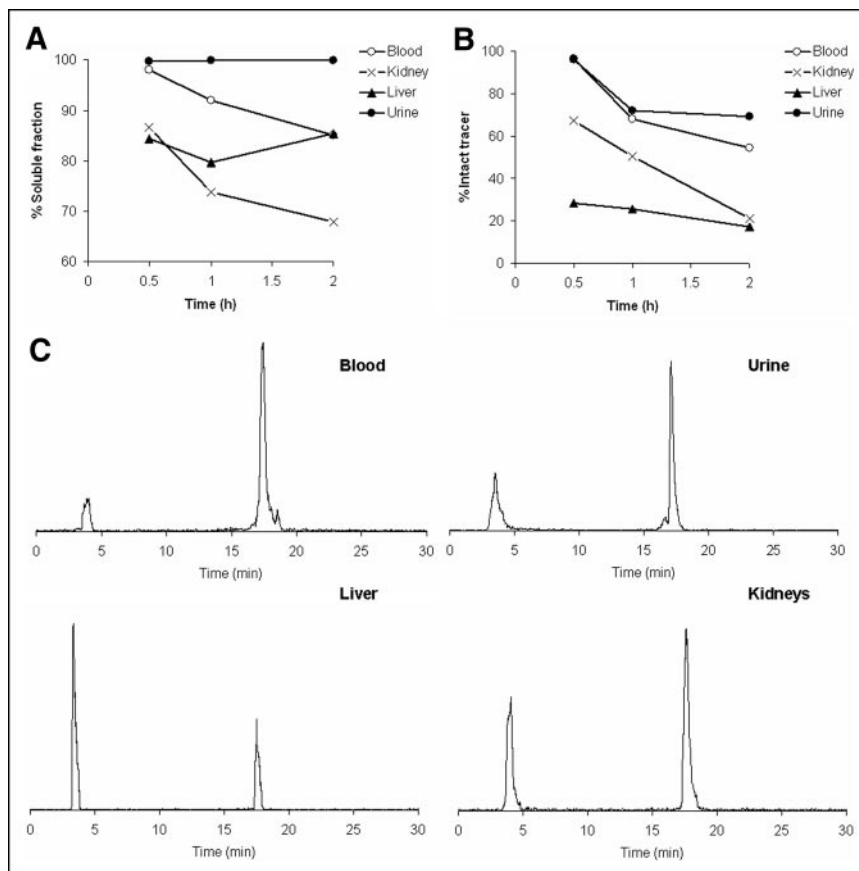 A
% Soluble fraction
100
90
80
70
60
0
0.5
1
1.5
2
Time (h)
Blood
Kidney
Liver
Urine
B
%Intact tracer
100
80
60
40
20
0
0
0.5
1
1.5
2
Time (h)
Blood
Kidney
Liver
Urine
C
Blood
0 5 10 15 20 25 30
Time (min)
Urine
0 5 10 15 20 25 30
Time (min)
Liver
0 5 10 15 20 25 30
Time (min)
Kidneys
0 5 10 15 20 25 30
Time (min)